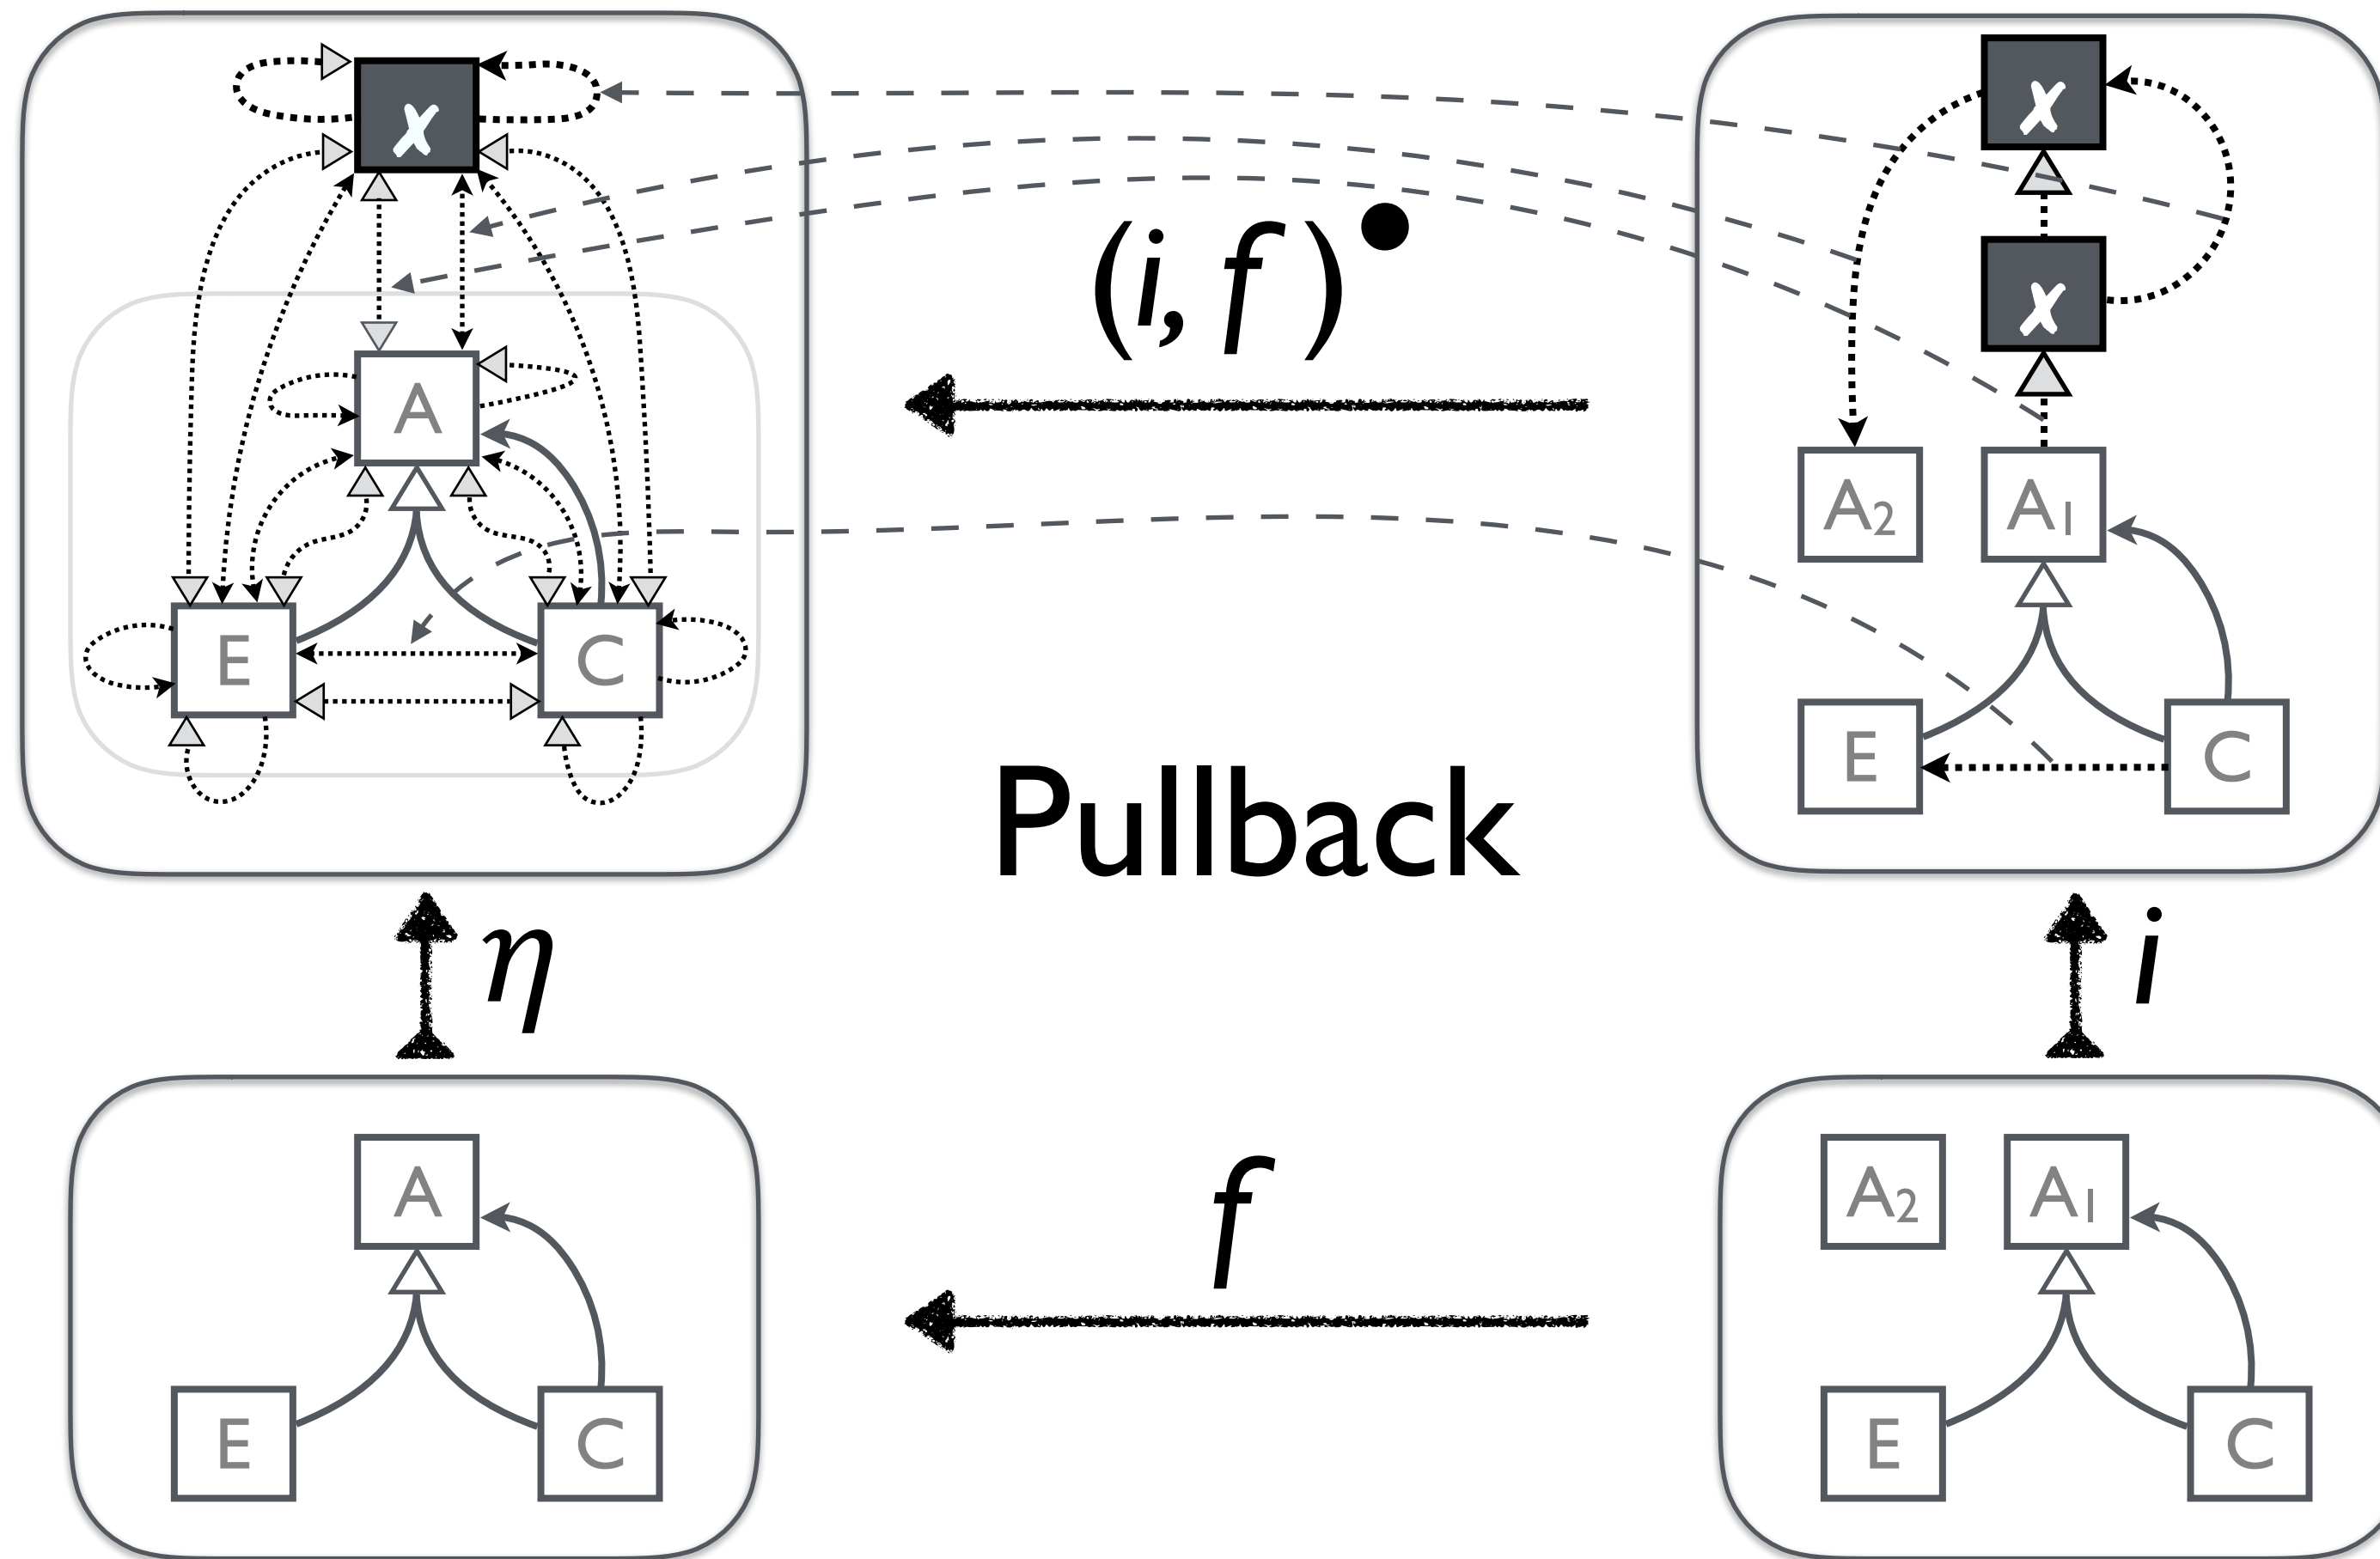 ✗ ✗
✗
(i, f)●
A
A₂ A₁
E C
E C
Pullback
η i
A A₂ A₁
f
E C E C